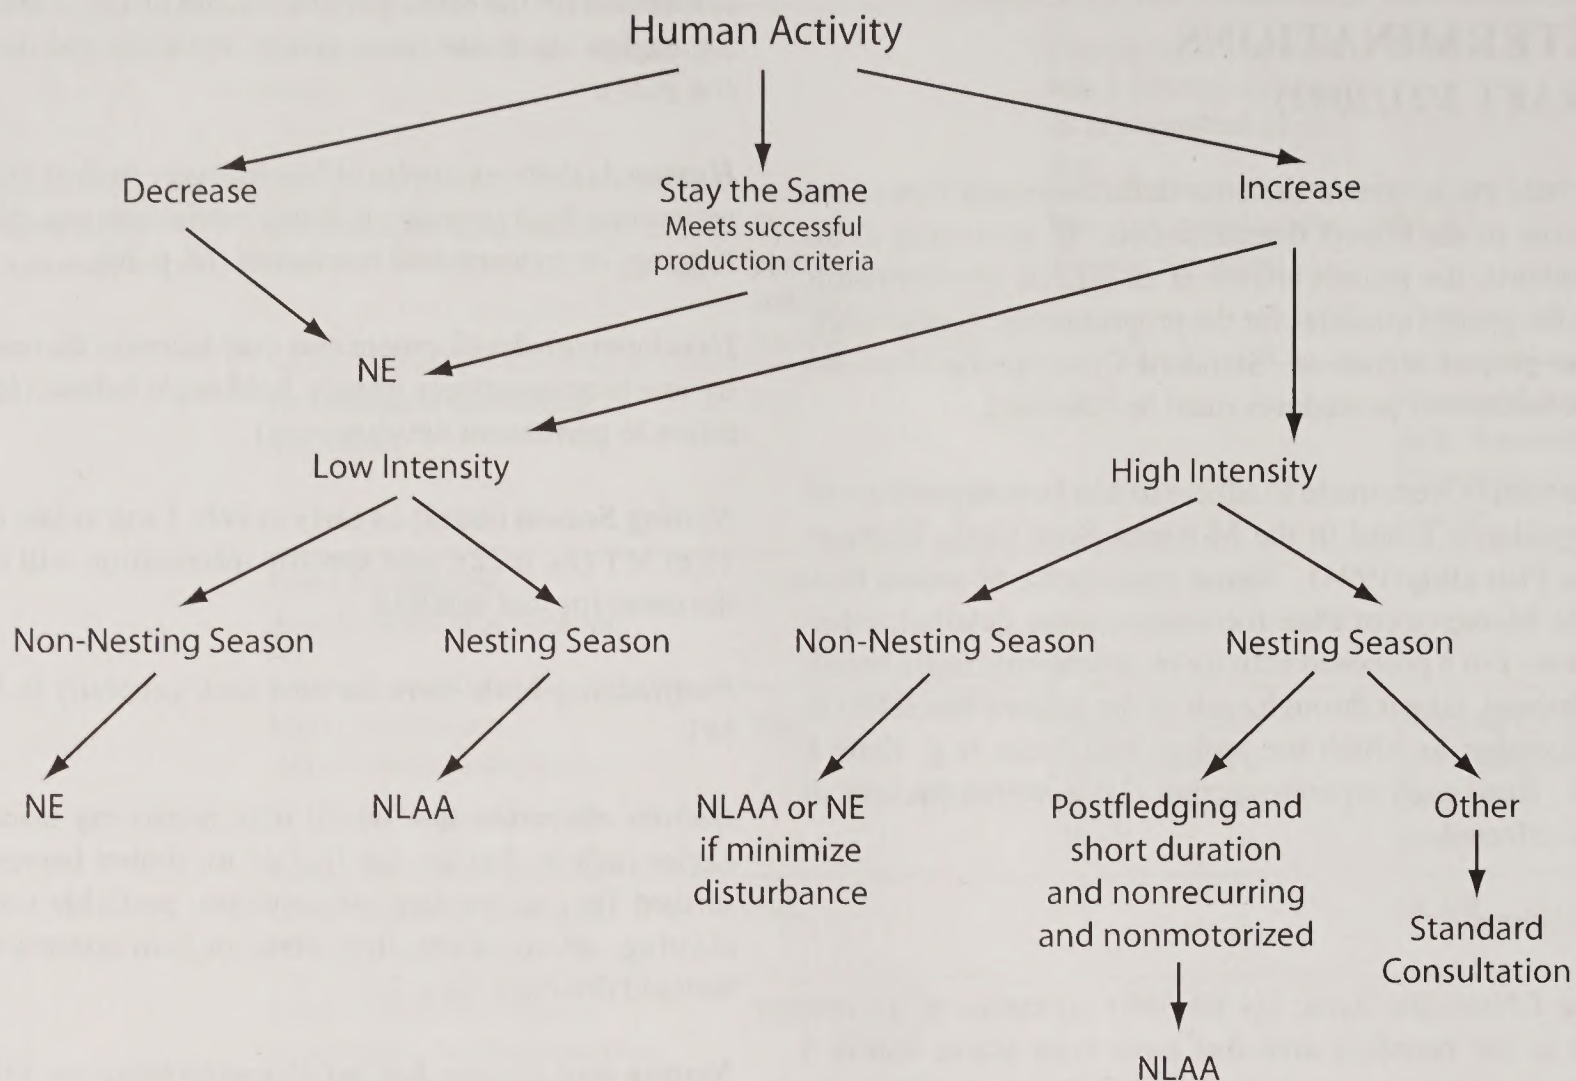 Human Activity
Decrease
Stay the Same
Meets successful
production criteria
Increase
NE
Low Intensity
High Intensity
Non-Nesting Season
Nesting Season
Non-Nesting Season
Nesting Season
NE
NLAA
NLAA or NE
if minimize
disturbance
Postfledging and
short duration
and nonrecurring
and nonmotorized
Other
Standard
Consultation
NLAA